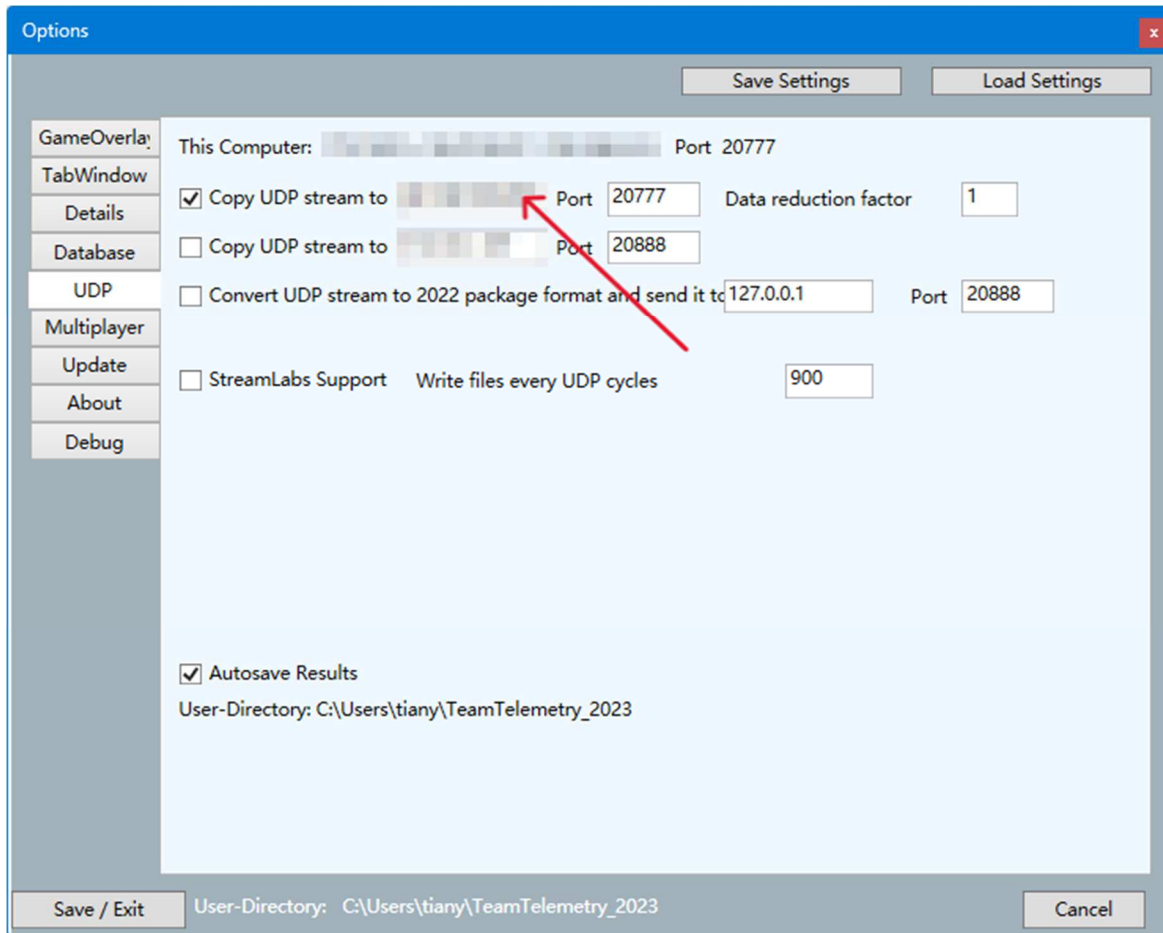 Options
x
Save Settings Load Settings
GameOverlay
TabWindow
Details
Database
UDP
Multiplayer
Update
About
Debug
This Computer: Port 20777
Copy UDP stream to Port 20777 Data reduction factor 1
Copy UDP stream to Port 20888
Convert UDP stream to 2022 package format and send it to 127.0.0.1 Port 20888
StreamLabs Support Write files every UDP cycles 900
Autosave Results
User-Directory: C:\Users\tiany\TeamTelemetry_2023
Save / Exit User-Directory: C:\Users\tiany\TeamTelemetry_2023 Cancel